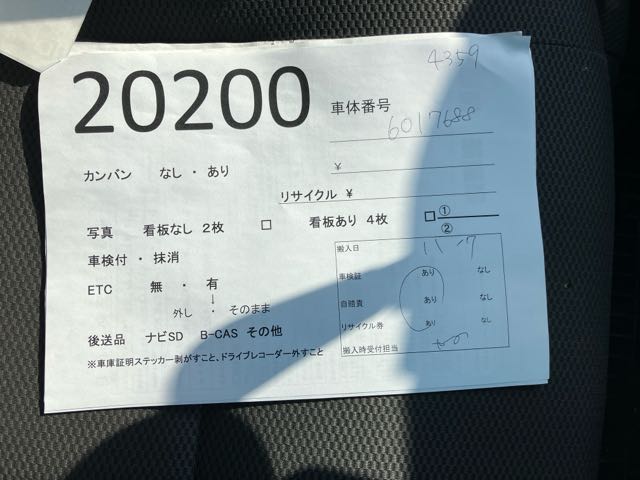 4359
20200
車体番号
6017688
カンバン なし ・ あり
¥
リサイクル ¥
写真 看板なし 2枚 □ 看板あり 4枚 □ ①
②
車検付 ・ 抹消
ETC 無 ・ 有
↓
外し ・ そのまま
後送品 ナビSD B-CAS その他
※車庫証明ステッカー剥がすこと、ドライブレコーダー外すこと
搬入日
車検証 あり なし
自賠責 あり なし
リサイクル券 あり なし
搬入時受付担当